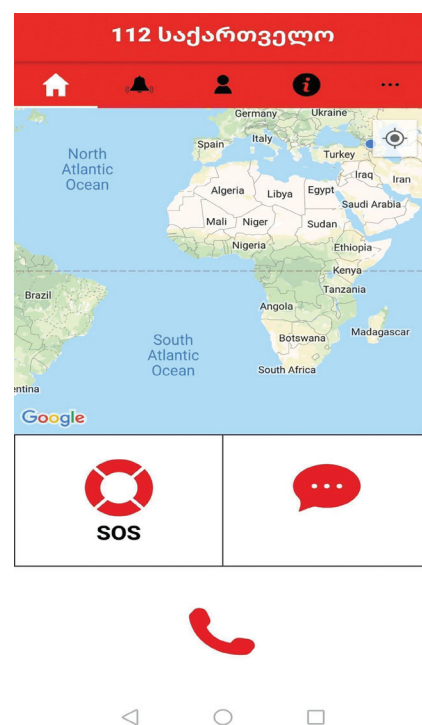 112 საქართველო
Germany
Ukraine
Spain
Italy
Turkey
North
Atlantic
Ocean
Iraq
Iran
Algeria
Libya
Egypt
Saudi Arabia
Mali
Niger
Sudan
Nigeria
Ethiopia
Kenya
Brazil
Tanzania
Angola
South
Atlantic
Ocean
Botswana
Madagascar
South Africa
entina
Google
SOS